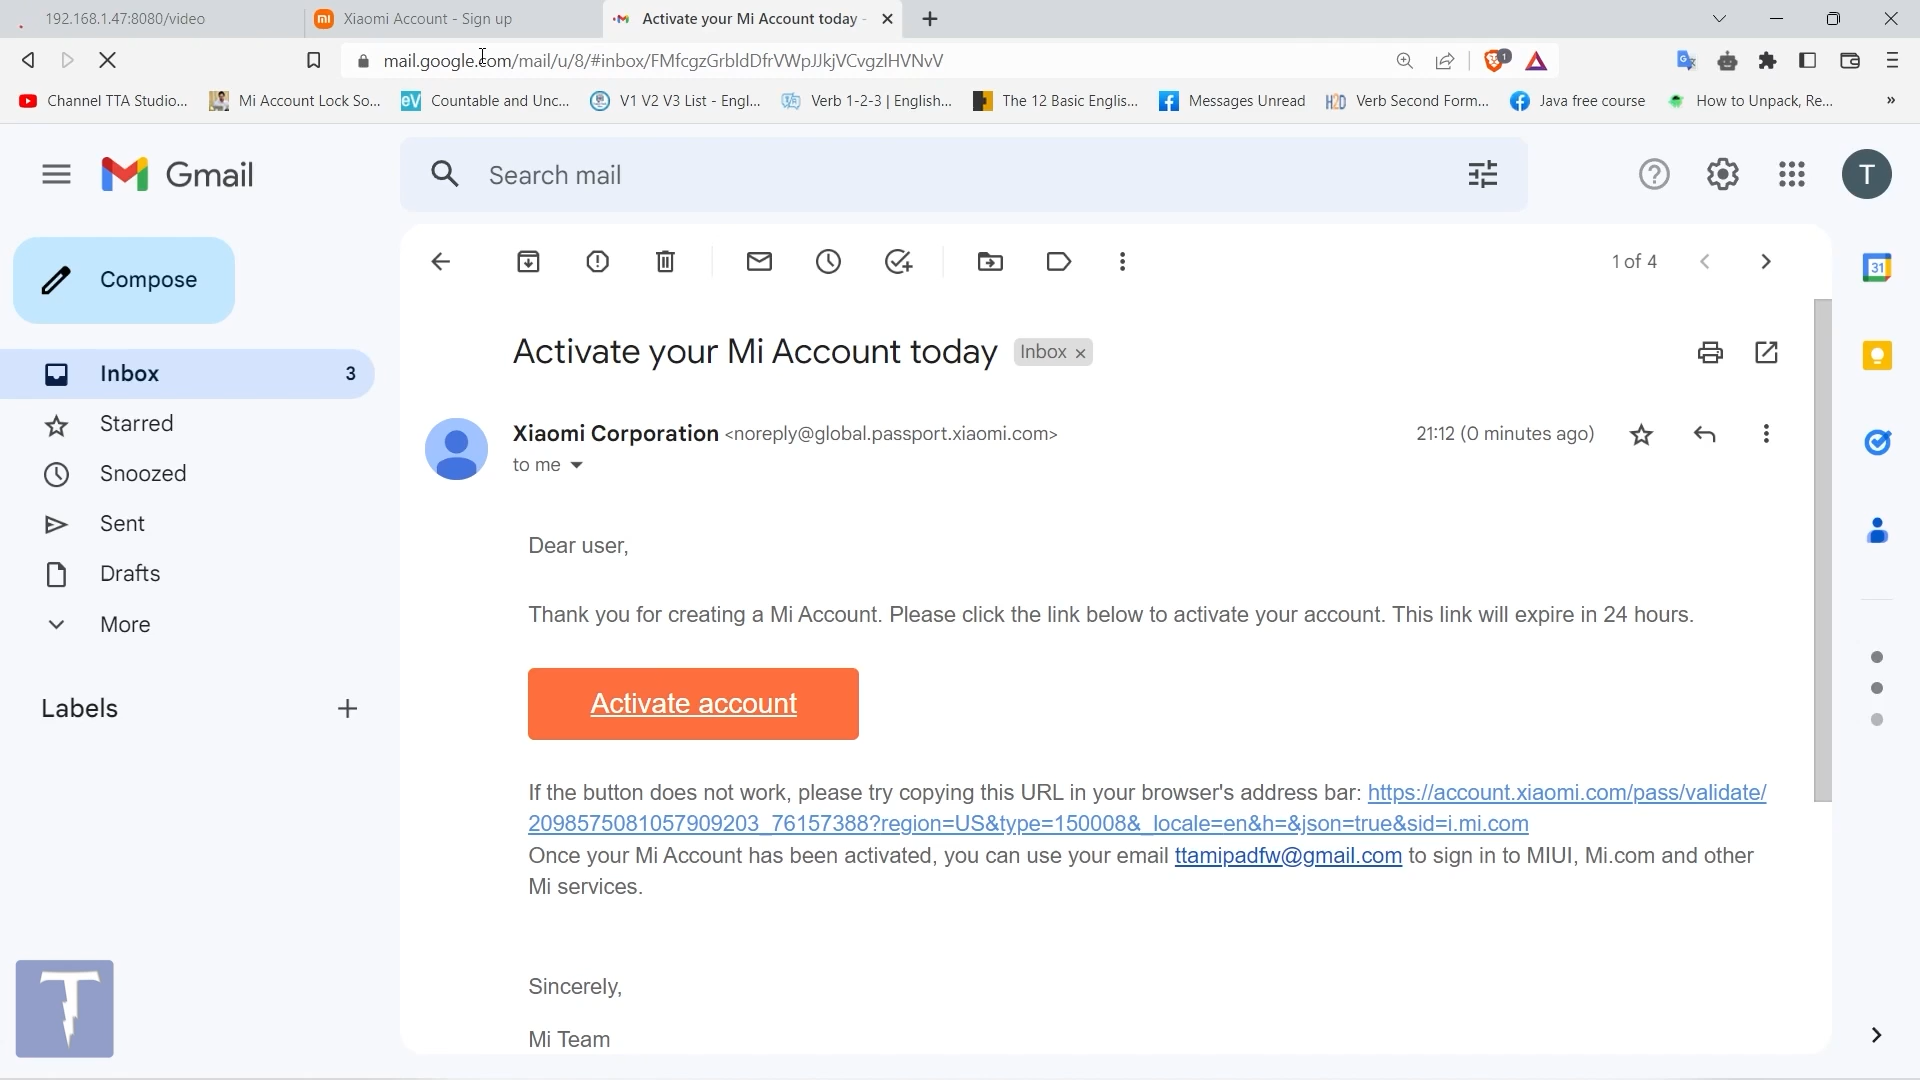 192.168.1.47:8080/video
Xiaomi Account - Sign up
Activate your Mi Account today -
mail.google.com/mail/u/8/#inbox/FMfcgzGrbldDfrVWpJJkjVCvgzlHVNvV
1
Channel TTA Studio...
Mi Account Lock So...
Countable and Unc...
V1 V2 V3 List - Engl...
Verb 1-2-3 | English...
The 12 Basic Englis...
Messages Unread
Verb Second Form...
Java free course
How to Unpack, Re...
»
Gmail
Search mail
T
Compose
1 of 4
31
Activate your Mi Account today
Inbox ×
Inbox 3
Starred
Snoozed
Sent
Drafts
More
Labels
Xiaomi Corporation <noreply@global.passport.xiaomi.com>
21:12 (0 minutes ago)
to me
Dear user,
Thank you for creating a Mi Account. Please click the link below to activate your account. This link will expire in 24 hours.
Activate account
If the button does not work, please try copying this URL in your browser's address bar: https://account.xiaomi.com/pass/validate/
2098575081057909203_76157388?region=US&type=150008&_locale=en&h=&json=true&sid=i.mi.com
Once your Mi Account has been activated, you can use your email ttamipadfw@gmail.com to sign in to MIUI, Mi.com and other
Mi services.
Sincerely,
Mi Team
T